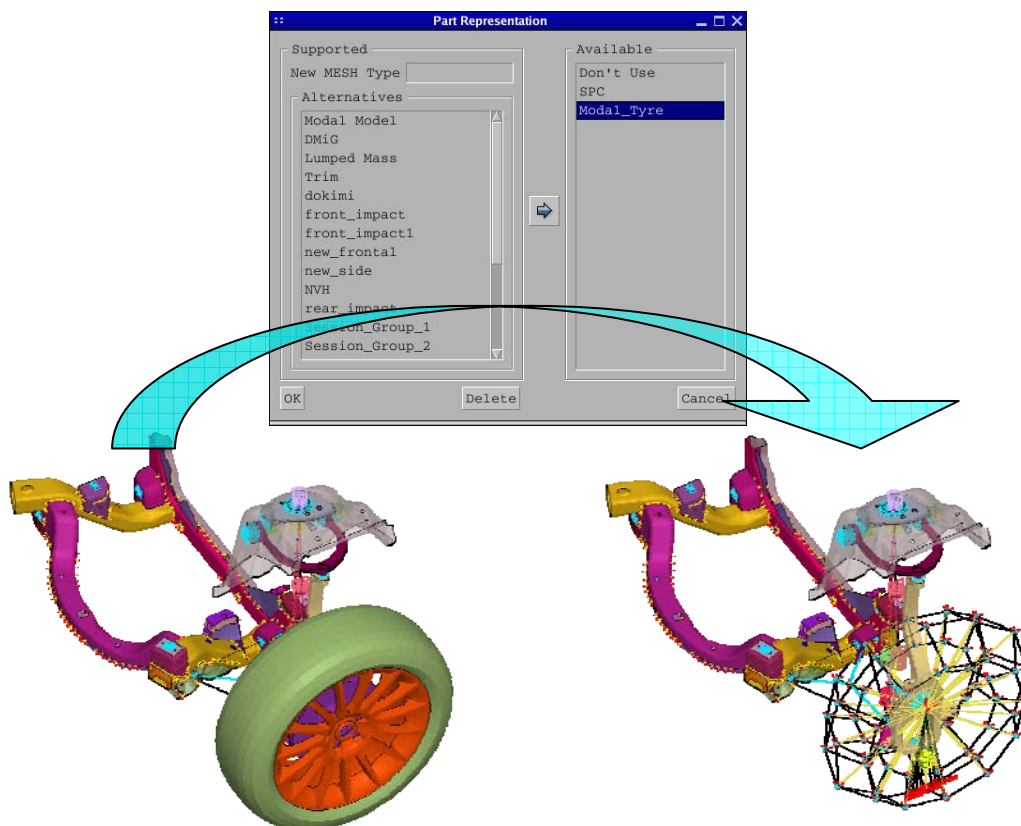 Part Representation
Supported
New MESH Type
Alternatives
Modal Model
DMiG
Lumped Mass
Trim
dokimi
front_impact
front_impact1
new_frontal
new_side
NVH
rear_impact
Session_Group_1
Session_Group_2
Available
Don't Use
SPC
Modal_Tyre
OK
Delete
Cancel